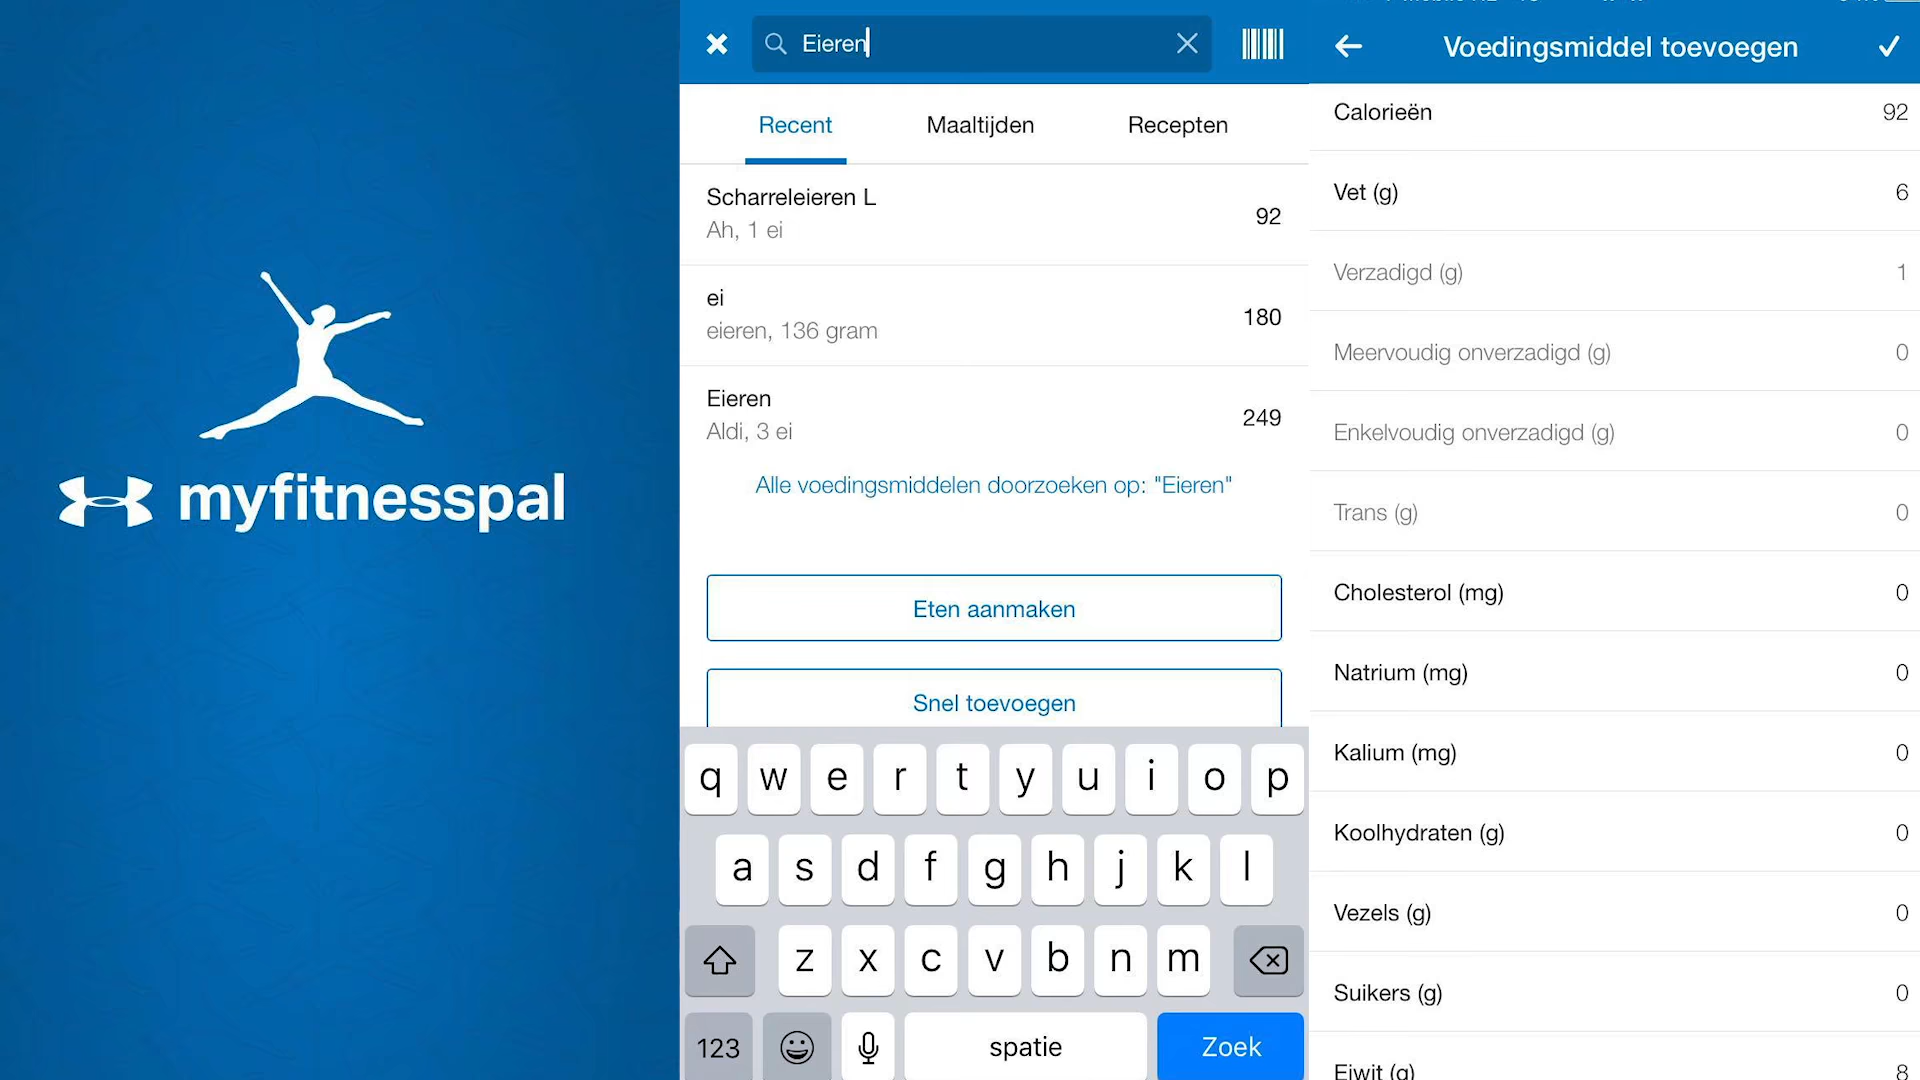 myfitnesspal
Eieren
Recent
Maaltijden
Recepten
Scharreleieren L
Ah, 1 ei
92
ei
eieren, 136 gram
180
Eieren
Aldi, 3 ei
249
Alle voedingsmiddelen doorzoeken op: "Eieren"
Eten aanmaken
Snel toevoegen
q w e r t y u i o p
a s d f g h j k l
z x c v b n m
123 spatie Zoek
Voedingsmiddel toevoegen
Calorieën 92
Vet (g) 6
Verzadigd (g) 1
Meervoudig onverzadigd (g) 0
Enkelvoudig onverzadigd (g) 0
Trans (g) 0
Cholesterol (mg) 0
Natrium (mg) 0
Kalium (mg) 0
Koolhydraten (g) 0
Vezels (g) 0
Suikers (g) 0
Eiwit (g) 8